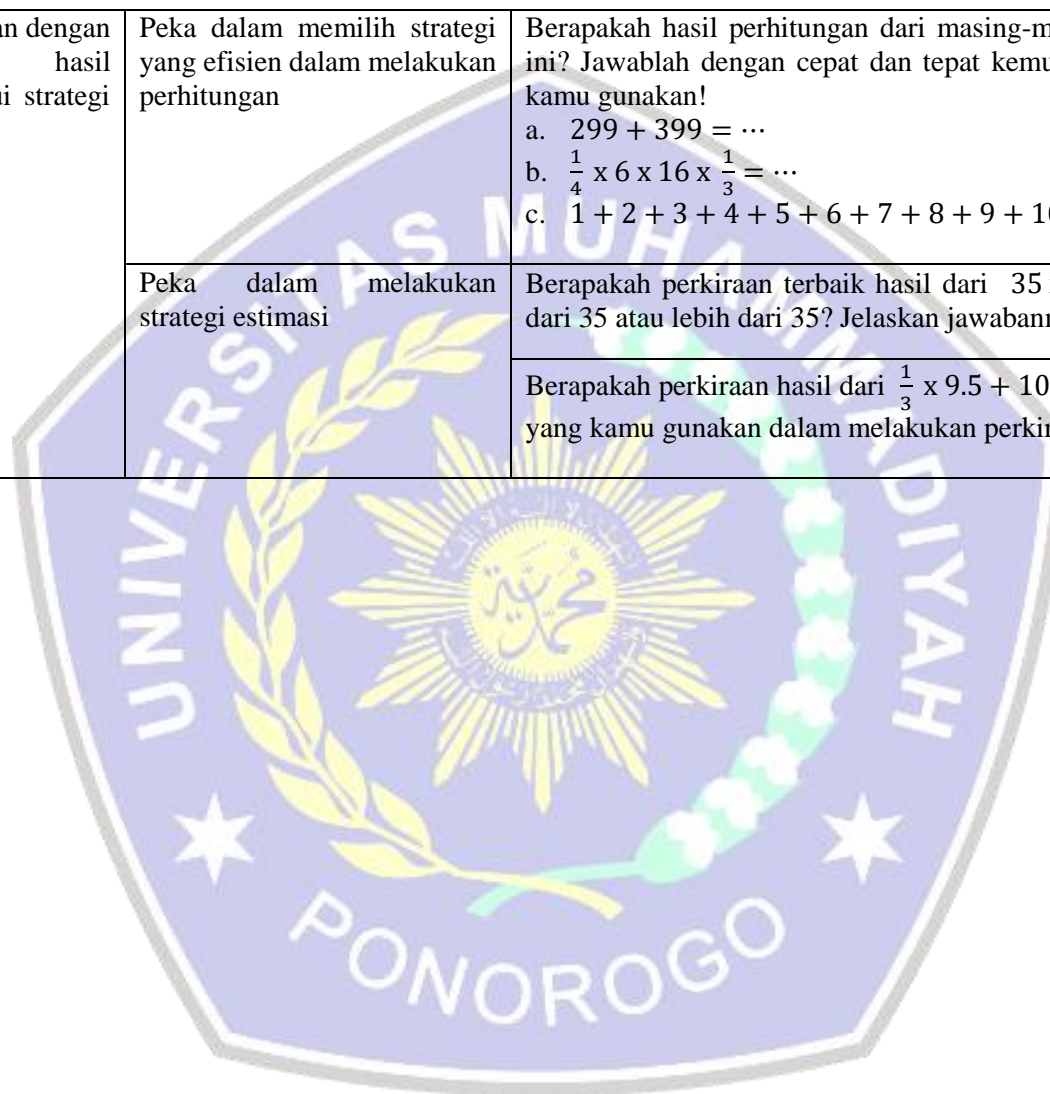 an dengan
hasil
i strategi
Peka dalam memilih strategi
yang efisien dalam melakukan
perhitungan
Berapakah hasil perhitungan dari masing-m
ini? Jawablah dengan cepat dan tepat kemu
kamu gunakan!
a. 299 + 399 = ⋯
b. 1/4 x 6 x 16 x 1/3 = ⋯
c. 1 + 2 + 3 + 4 + 5 + 6 + 7 + 8 + 9 + 1
Peka dalam melakukan
strategi estimasi
Berapakah perkiraan terbaik hasil dari 35
dari 35 atau lebih dari 35? Jelaskan jawaban
Berapakah perkiraan hasil dari 1/3 x 9.5 + 10
yang kamu gunakan dalam melakukan perki
UNIVERSITAS MUHAMMADIYAH
PONOROGO